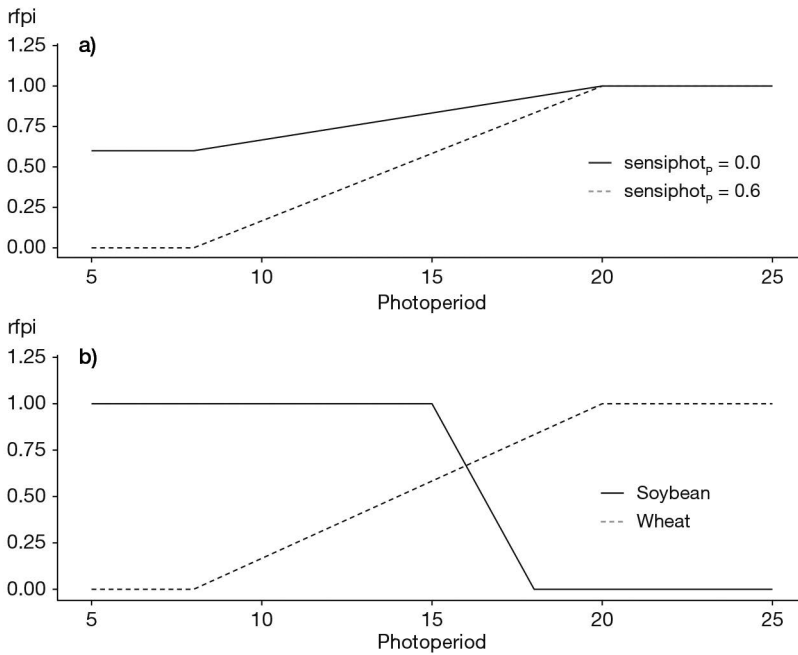 rfpi
a)
1.25
1.00
0.75
0.50
0.25
0.00
sensiphotP = 0.0
sensiphotP = 0.6
5 10 15 20 25
Photoperiod
rfpi
b)
1.25
1.00
0.75
0.50
0.25
0.00
Soybean
Wheat
5 10 15 20 25
Photoperiod